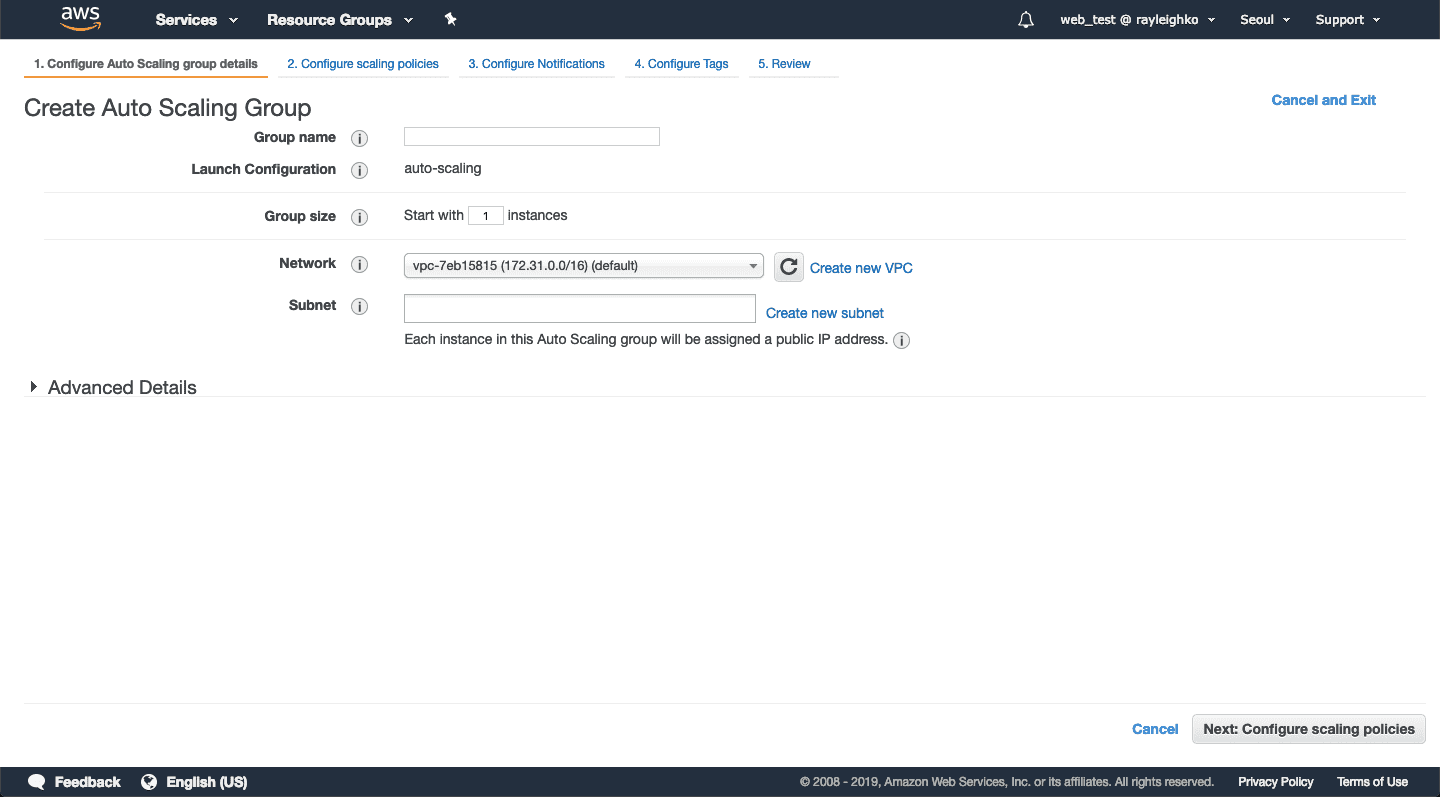 aws Services Resource Groups web_test @ rayleighko Seoul Support
1. Configure Auto Scaling group details 2. Configure scaling policies 3. Configure Notifications 4. Configure Tags 5. Review
Create Auto Scaling Group Cancel and Exit
Group name i
Launch Configuration i auto-scaling
Group size i Start with 1 instances
Network i vpc-7eb15815 (172.31.0.0/16) (default) Create new VPC
Subnet i Create new subnet
Each instance in this Auto Scaling group will be assigned a public IP address. i
Advanced Details
Cancel Next: Configure scaling policies
Feedback English (US) © 2008 - 2019, Amazon Web Services, Inc. or its affiliates. All rights reserved. Privacy Policy Terms of Use